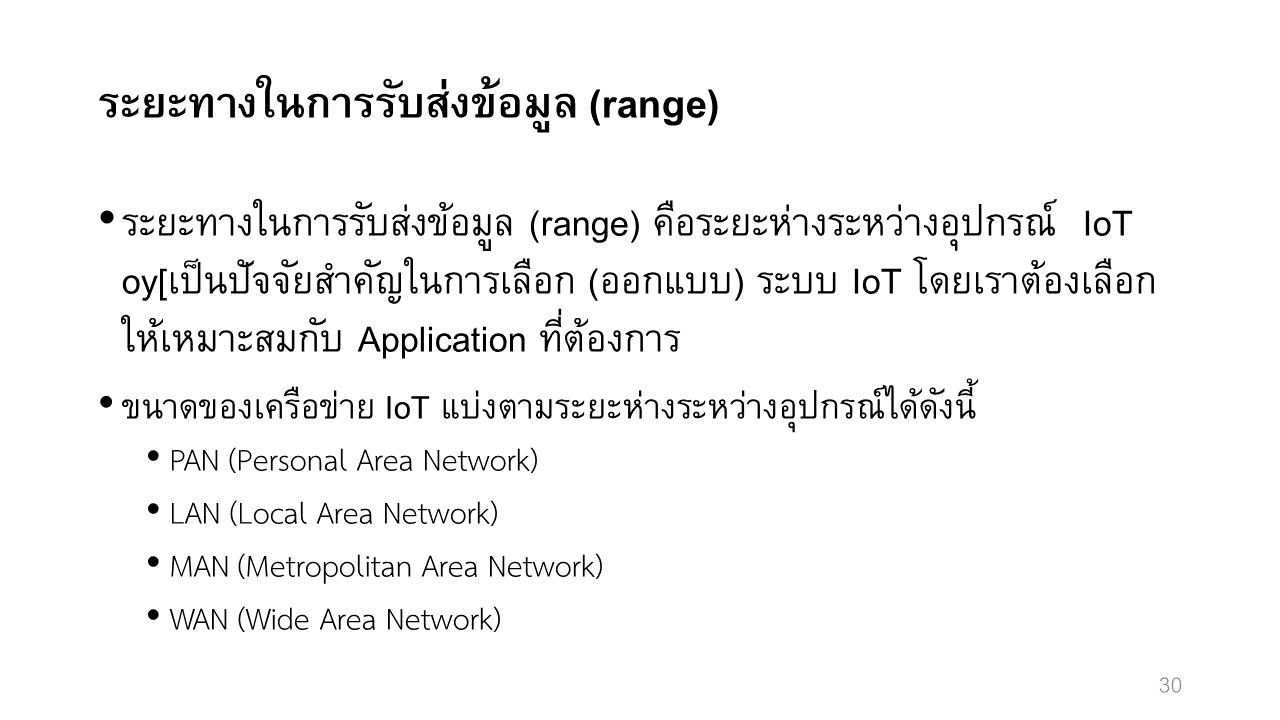 ระยะทางในการรับส่งข้อมูล (range)
•ระยะทางในการรับส่งข้อมูล (range) คือระยะห่างระหว่างอุปกรณ์ IoT
oy[เป็นปัจจัยสำคัญในการเลือก (ออกแบบ) ระบบ IoT โดยเราต้องเลือก
ให้เหมาะสมกับ Application ที่ต้องการ
•ขนาดของเครือข่าย IoT แบ่งตามระยะห่างระหว่างอุปกรณ์ได้ดังนี้
• PAN (Personal Area Network)
• LAN (Local Area Network)
• MAN (Metropolitan Area Network)
• WAN (Wide Area Network)
30